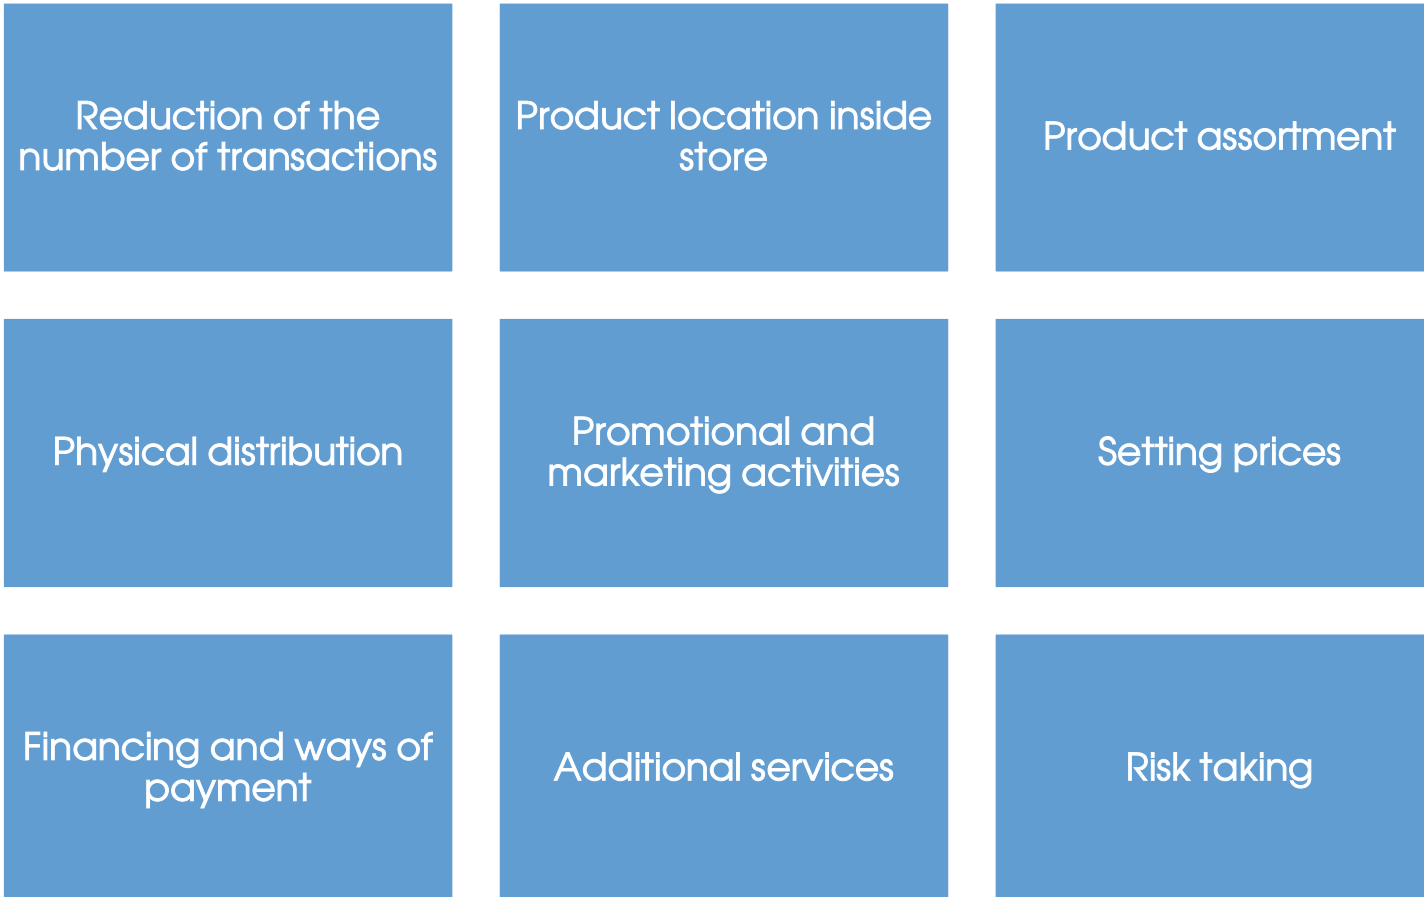 Reduction of the
number of transactions
Product location inside
store
Product assortment
Physical distribution
Promotional and
marketing activities
Setting prices
Financing and ways of
payment
Additional services
Risk taking